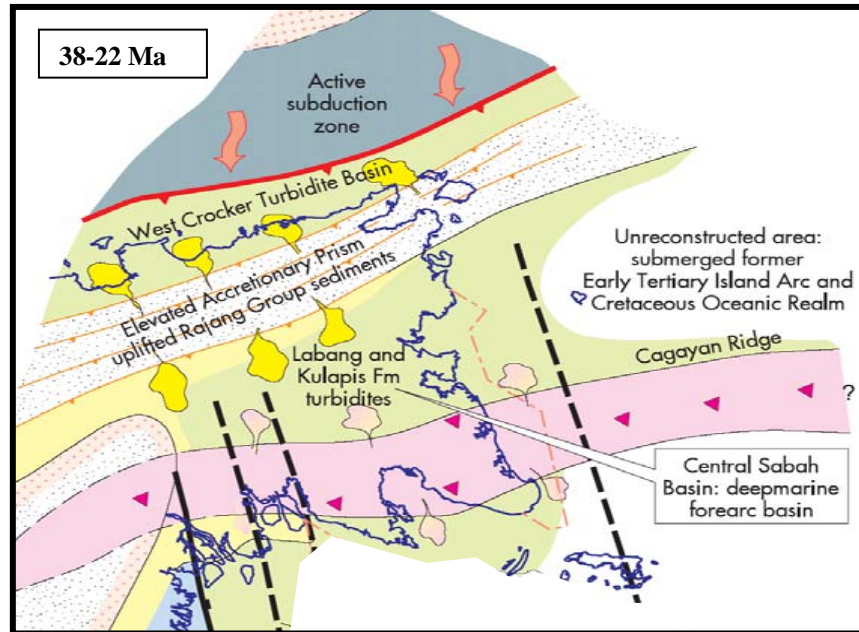 38-22 Ma
Active
subduction
zone
West Crocker Turbidite Basin
Elevated Accretionary Prism
uplifted Rajang Group sediments
Unreconstructed area:
submerged former
Early Tertiary Island Arc and
Cretaceous Oceanic Realm
Labang and
Kulapis Fm
turbidites
Cagayan Ridge
?
Central Sabah
Basin: deepmarine
forearc basin